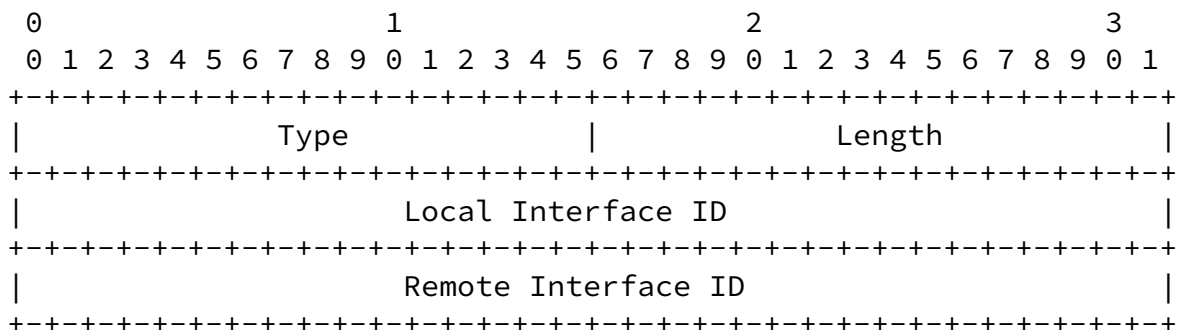 0                   1                   2                   3
 0 1 2 3 4 5 6 7 8 9 0 1 2 3 4 5 6 7 8 9 0 1 2 3 4 5 6 7 8 9 0 1
+-+-+-+-+-+-+-+-+-+-+-+-+-+-+-+-+-+-+-+-+-+-+-+-+-+-+-+-+-+-+-+-+
|              Type             |             Length            |
+-+-+-+-+-+-+-+-+-+-+-+-+-+-+-+-+-+-+-+-+-+-+-+-+-+-+-+-+-+-+-+-+
|                     Local Interface ID                        |
+-+-+-+-+-+-+-+-+-+-+-+-+-+-+-+-+-+-+-+-+-+-+-+-+-+-+-+-+-+-+-+-+
|                     Remote Interface ID                       |
+-+-+-+-+-+-+-+-+-+-+-+-+-+-+-+-+-+-+-+-+-+-+-+-+-+-+-+-+-+-+-+-+